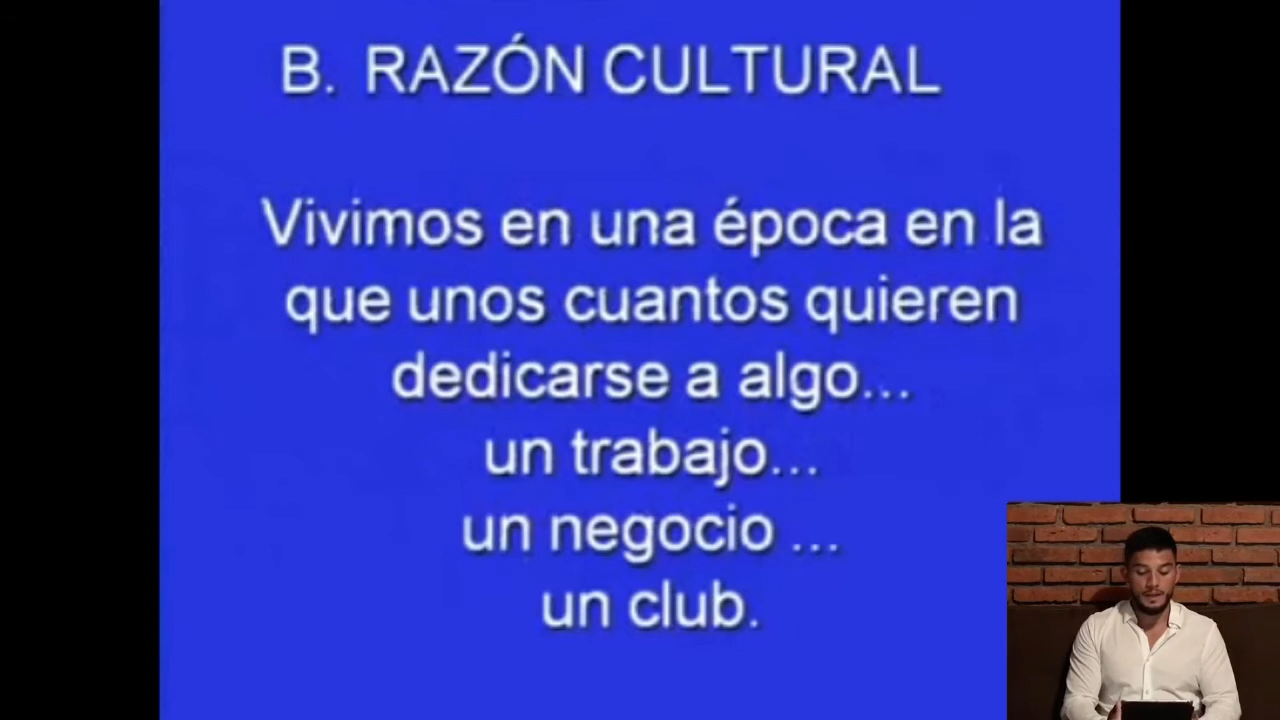 B. RAZÓN CULTURAL
Vivimos en una época en la
que unos cuantos quieren
dedicarse a algo...
un trabajo...
un negocio ...
un club.